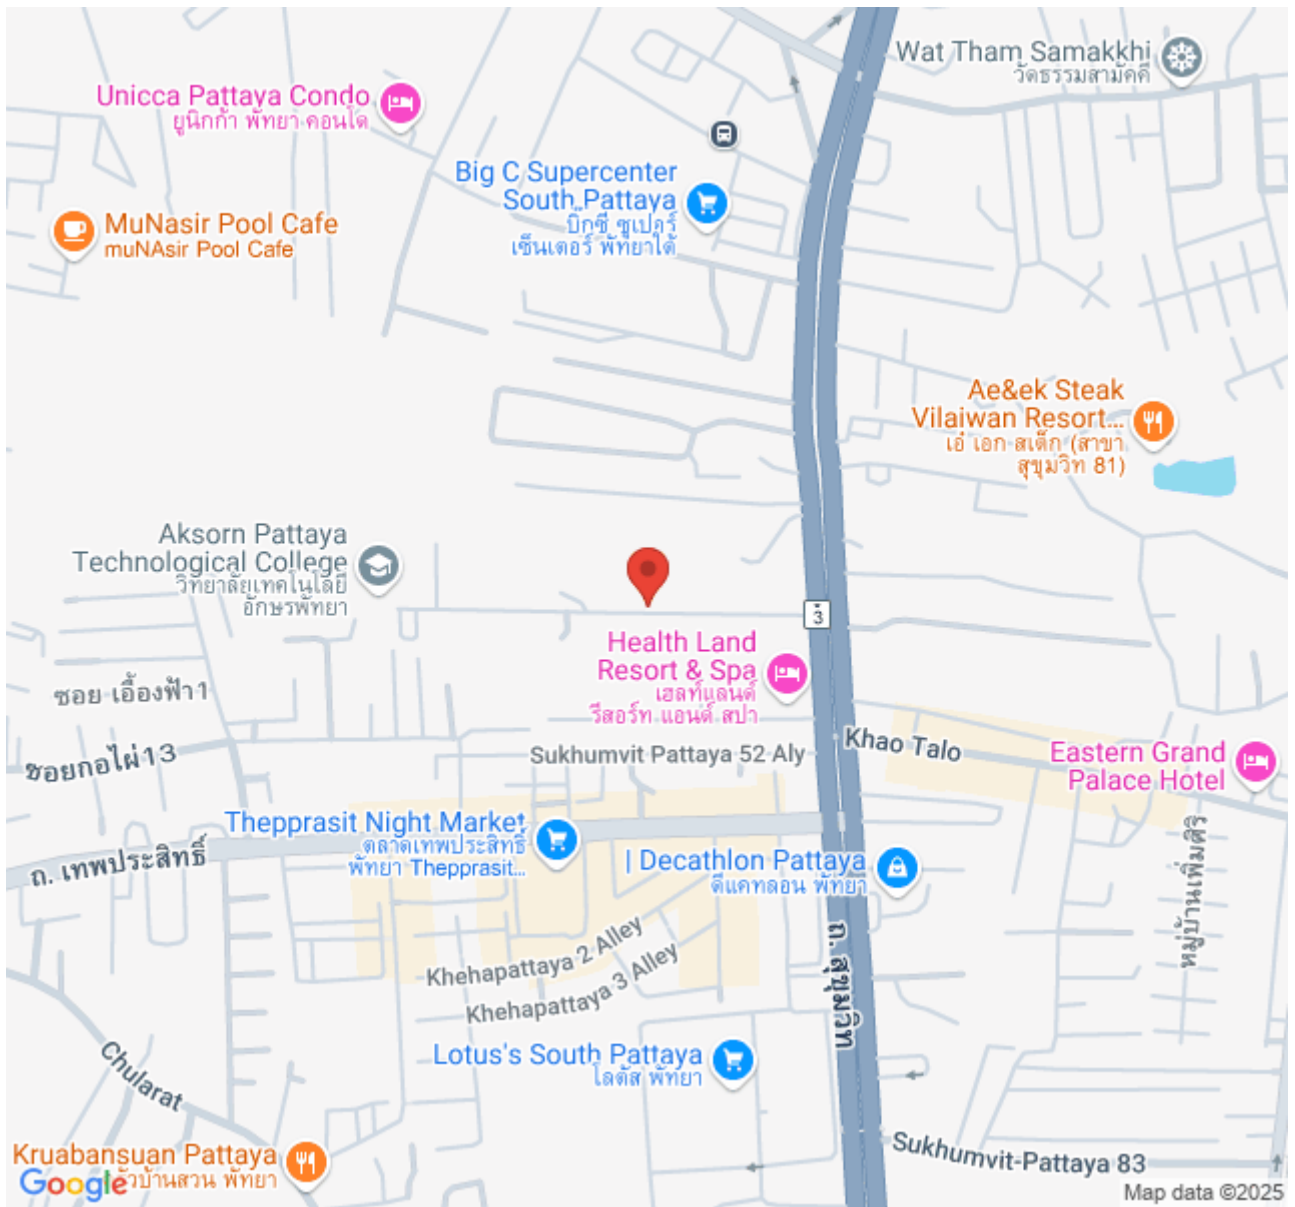 Wat Tham Samakkhi
วัดธรรมสามัคคี
Unicca Pattaya Condo
ยูนิกก้า พัทยา คอนโด
Big C Supercenter
South Pattaya
บิ๊กซี ซูเปอร์
เซ็นเตอร์ พัทยาใต้
MuNasir Pool Cafe
muNAsir Pool Cafe
Ae&ek Steak
Vilaiwan Resort...
เอ๋ เอก สเต็ก (สาขา
สุขุมวิท 81)
Aksorn Pattaya
Technological College
วิทยาลัยเทคโนโลยี
อักษรพัทยา
3
Health Land
Resort & Spa
เฮลท์แลนด์
รีสอร์ท แอนด์ สปา
ซอย เอื้องฟ้า 1
ซอยกอไผ่ 13
Sukhumvit Pattaya 52 Aly
Khao Talo
Eastern Grand
Palace Hotel
Thepprasit Night Market
ตลาดเทพประสิทธิ์
พัทยา Thepprasit...
ถ. เทพประสิทธิ์
| Decathlon Pattaya
ดีแคทลอน พัทยา
หมู่บ้านเพิ่มศิริ
Khehapattaya 2 Alley
Khehapattaya 3 Alley
ถ. สุขุมวิท
Lotus's South Pattaya
โลตัส พัทยา
Chularat
Kruabansuan Pattaya
ัวบ้านสวน พัทยา
Sukhumvit-Pattaya 83
Google
Map data ©2025